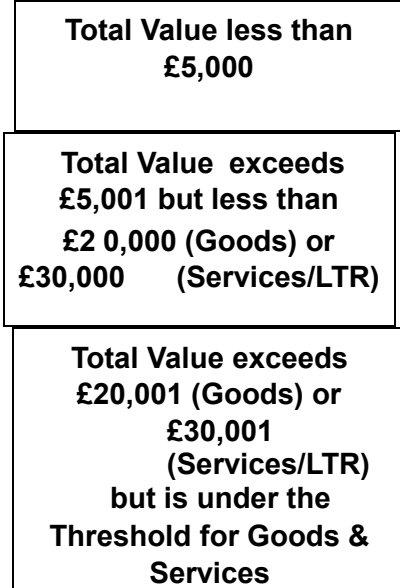 Total Value less than
£5,000
Total Value exceeds
£5,001 but less than
£2 0,000 (Goods) or
£30,000 (Services/LTR)
Total Value exceeds
£20,001 (Goods) or
£30,001
(Services/LTR)
but is under the
Threshold for Goods &
Services